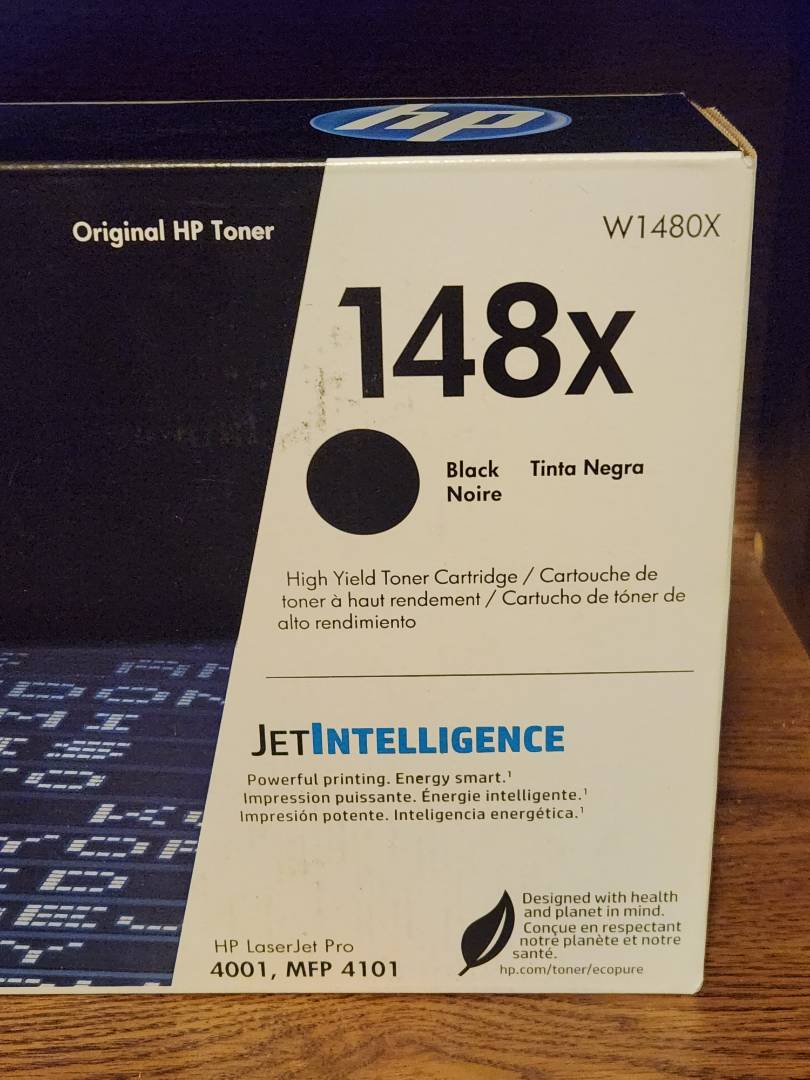 hp
Original HP Toner
W1480X
148x
Black
Noire
Tinta Negra
High Yield Toner Cartridge / Cartouche de
toner à haut rendement / Cartucho de tóner de
alto rendimiento
JETINTELLIGENCE
Powerful printing. Energy smart.¹
Impression puissante. Énergie intelligente.¹
Impresión potente. Inteligencia energética.¹
HP LaserJet Pro
4001, MFP 4101
Designed with health
and planet in mind.
Conçue en respectant
notre planète et notre
santé.
hp.com/toner/ecopure